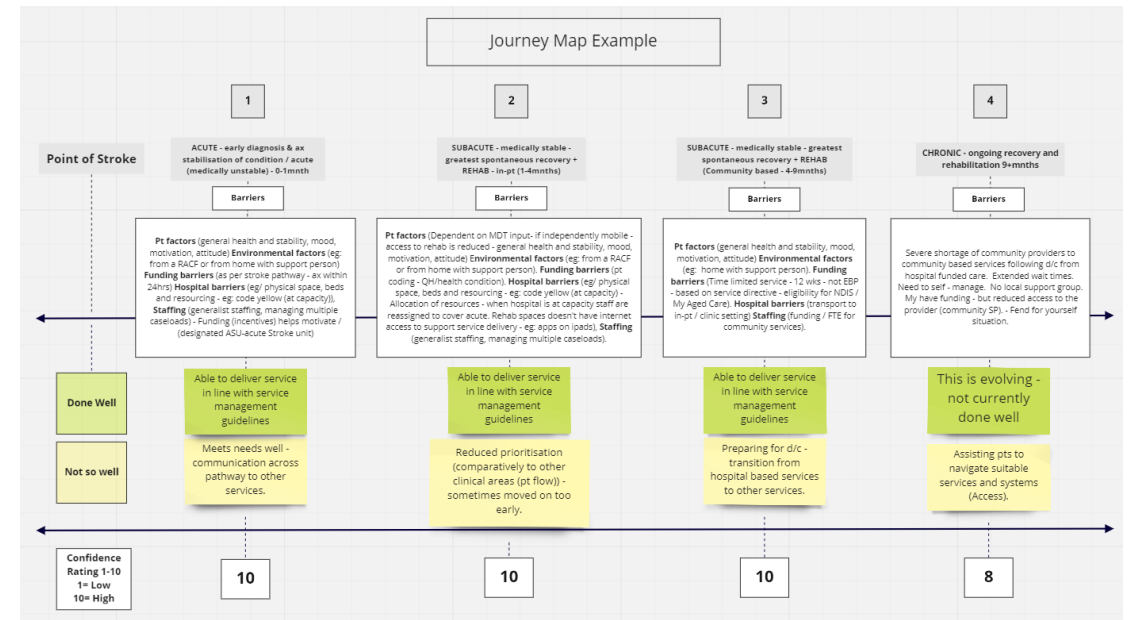 Journey Map Example
1
2
3
4
Point of Stroke
ACUTE - early diagnosis & ax
stabilisation of condition / acute
(medically unstable) - 0-1mnth
SUBACUTE - medically stable -
greatest spontaneous recovery +
REHAB - in-pt (1-4mnths)
SUBACUTE - medically stable - greatest
spontaneous recovery + REHAB
(Community based - 4-9mnths)
CHRONIC - ongoing recovery and
rehabilitation 9+mnths
Barriers
Barriers
Barriers
Barriers
Pt factors (general health and stability, mood,
motivation, attitude) Environmental factors (eg:
from a RACF or from home with support person)
Funding barriers (as per stroke pathway - ax within
24hrs) Hospital barriers (eg/ physical space, beds
and resourcing - eg: code yellow (at capacity)),
Staffing (generalist staffing, managing multiple
caseloads) - Funding (incentives) helps motivate /
(designated ASU-acute Stroke unit)
Pt factors (Dependent on MDT input- if independently mobile -
access to rehab is reduced - general health and stability, mood,
motivation, attitude) Environmental factors (eg: from a RACF
or from home with support person). Funding barriers (pt
coding - QH/health condition). Hospital barriers (eg/ physical
space, beds and resourcing - eg: code yellow (at capacity) -
Allocation of resources - when hospital is at capacity staff are
reassigned to cover acute. Rehab spaces doesn't have internet
access to support service delivery - eg: apps on ipads), Staffing
(generalist staffing, managing multiple caseloads).
Pt factors (general health and stability, mood,
motivation, attitude) Environmental factors
(eg: home with support person). Funding
barriers (Time limited service - 12 wks - not EBP
- based on service directive - eligibility for NDIS /
My Aged Care). Hospital barriers (transport to
in-pt / clinic setting) Staffing (funding / FTE for
community services).
Severe shortage of community providers to
community based services following d/c from
hospital funded care. Extended wait times.
Need to self - manage. No local support group.
My have funding - but reduced access to the
provider (community SP). - Fend for yourself
situation.
Done Well
Able to deliver service
in line with service
management
guidelines
Able to deliver service
in line with service
management
guidelines
Able to deliver service
in line with service
management
guidelines
This is evolving -
not currently
done well
Not so well
Meets needs well -
communication across
pathway to other
services.
Reduced prioritisation
(comparatively to other
clinical areas (pt flow)) -
sometimes moved on too
early.
Preparing for d/c -
transition from
hospital based services
to other services.
Assisting pts to
navigate suitable
services and systems
(Access).
Confidence
Rating 1-10
1= Low
10= High
10
10
10
8